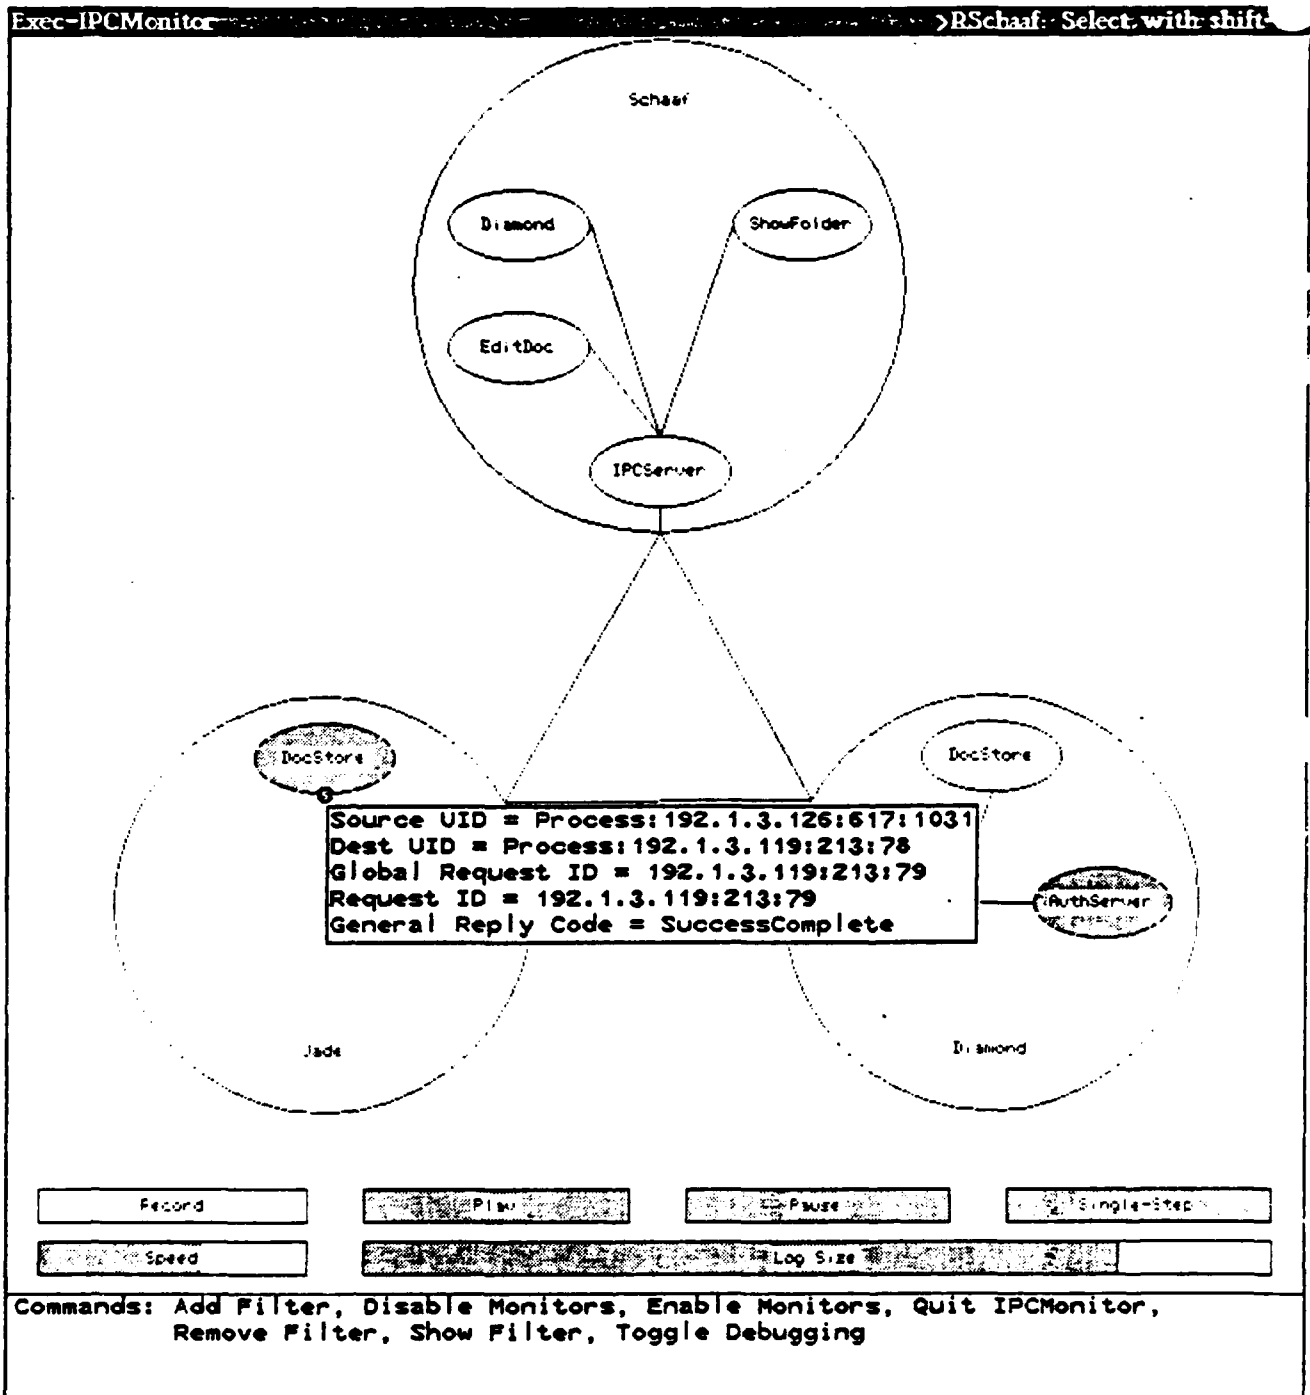 Exec-IPCMonitor >RSchaaf: Select with shift-
Schaaf
Diamond ShowFolder
EditDoc
IPCServer
DocStore DocStore
Source UID = Process:192.1.3.126:617:1031
Dest UID = Process:192.1.3.119:213:78
Global Request ID = 192.1.3.119:213:79
Request ID = 192.1.3.119:213:79
AuthServer
General Reply Code = SuccessComplete
Jade Diamond
Record Play Pause Single-Step
Speed Log Size
Commands: Add Filter, Disable Monitors, Enable Monitors, Quit IPCMonitor,
Remove Filter, Show Filter, Toggle Debugging